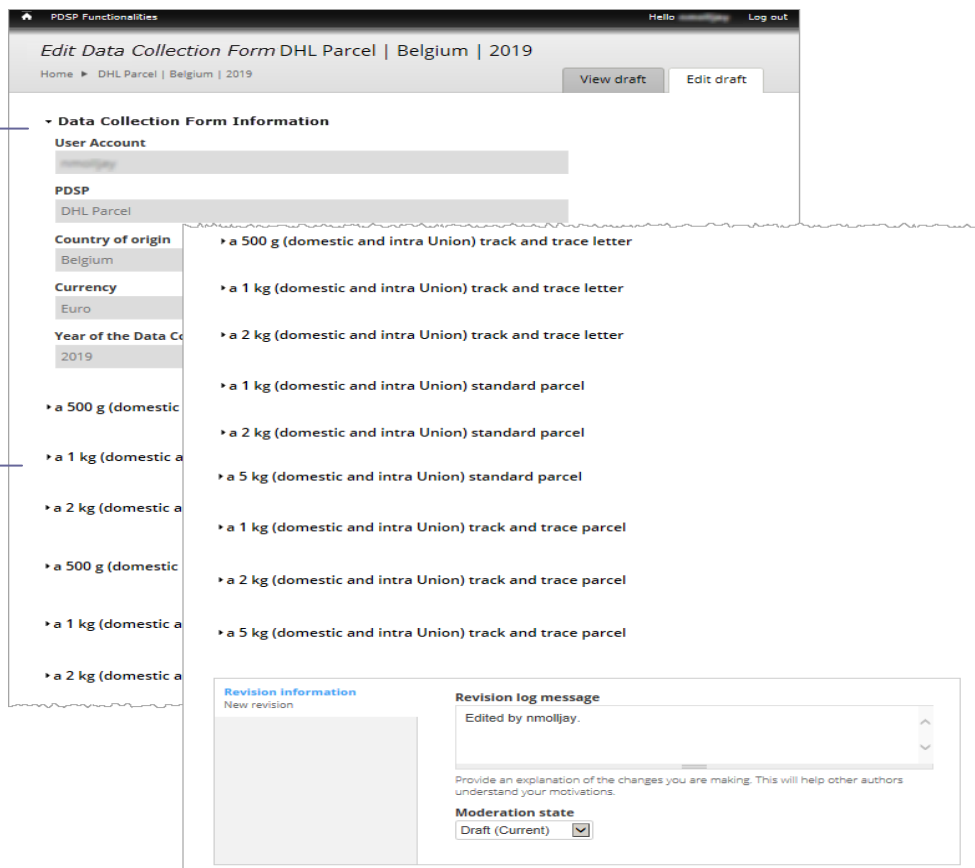 PDSP Functionalities
Hello
Log out
Edit Data Collection Form DHL Parcel | Belgium | 2019
Home ► DHL Parcel | Belgium | 2019
View draft
Edit draft
Data Collection Form Information
User Account
PDSP
DHL Parcel
Country of origin
Belgium
Currency
Euro
Year of the Data Co
2019
a 500 g (domestic
a 1 kg (domestic a
a 2 kg (domestic a
a 500 g (domestic
a 1 kg (domestic a
a 2 kg (domestic a
a 500 g (domestic and intra Union) track and trace letter
a 1 kg (domestic and intra Union) track and trace letter
a 2 kg (domestic and intra Union) track and trace letter
a 1 kg (domestic and intra Union) standard parcel
a 2 kg (domestic and intra Union) standard parcel
a 5 kg (domestic and intra Union) standard parcel
a 1 kg (domestic and intra Union) track and trace parcel
a 2 kg (domestic and intra Union) track and trace parcel
a 5 kg (domestic and intra Union) track and trace parcel
Revision information
New revision
Revision log message
Edited by nmolljay.
Provide an explanation of the changes you are making. This will help other authors
understand your motivations.
Moderation state
Draft (Current)